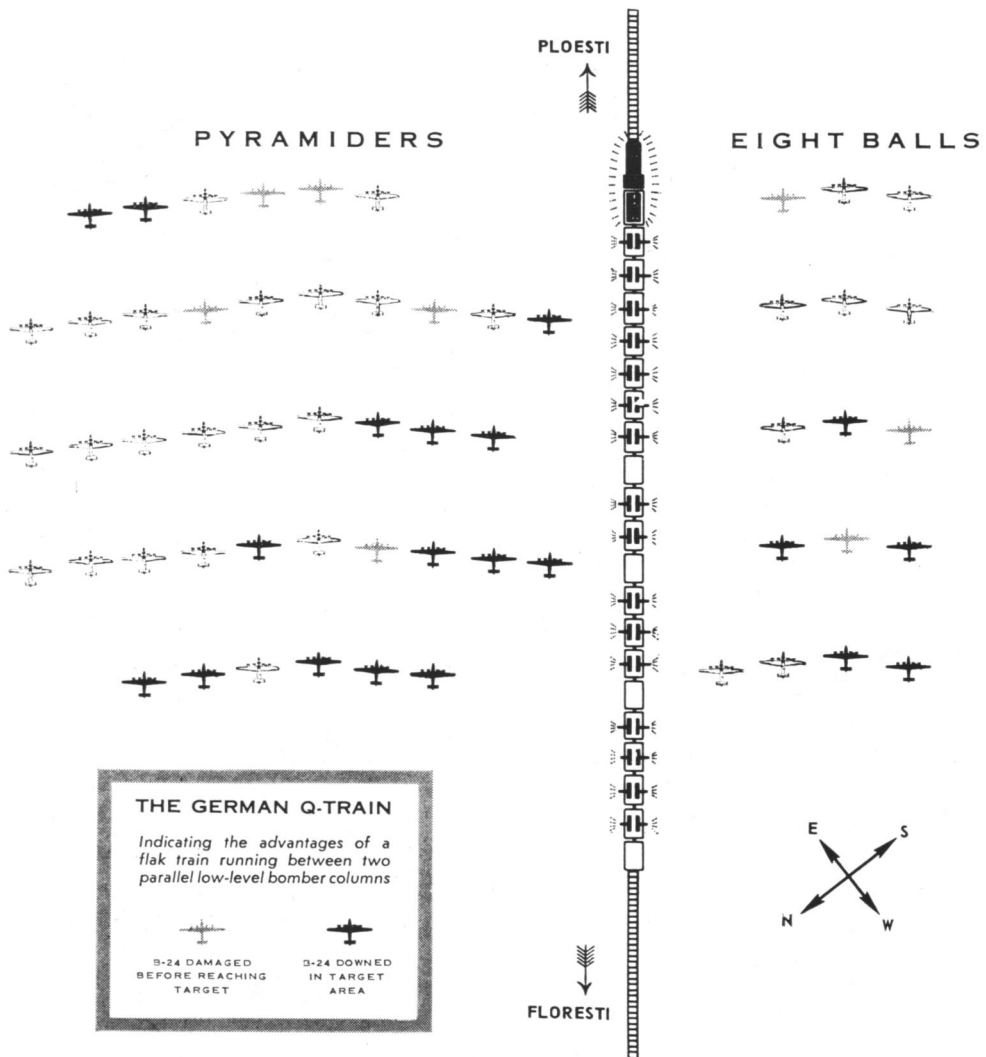 PLOESTI
PYRAMIDERS
EIGHT BALLS
THE GERMAN Q-TRAIN
Indicating the advantages of a
flak train running between two
parallel low-level bomber columns
B-24 DAMAGED
BEFORE REACHING
TARGET
B-24 DOWNED
IN TARGET
AREA
E
S
N
W
FLORESTI